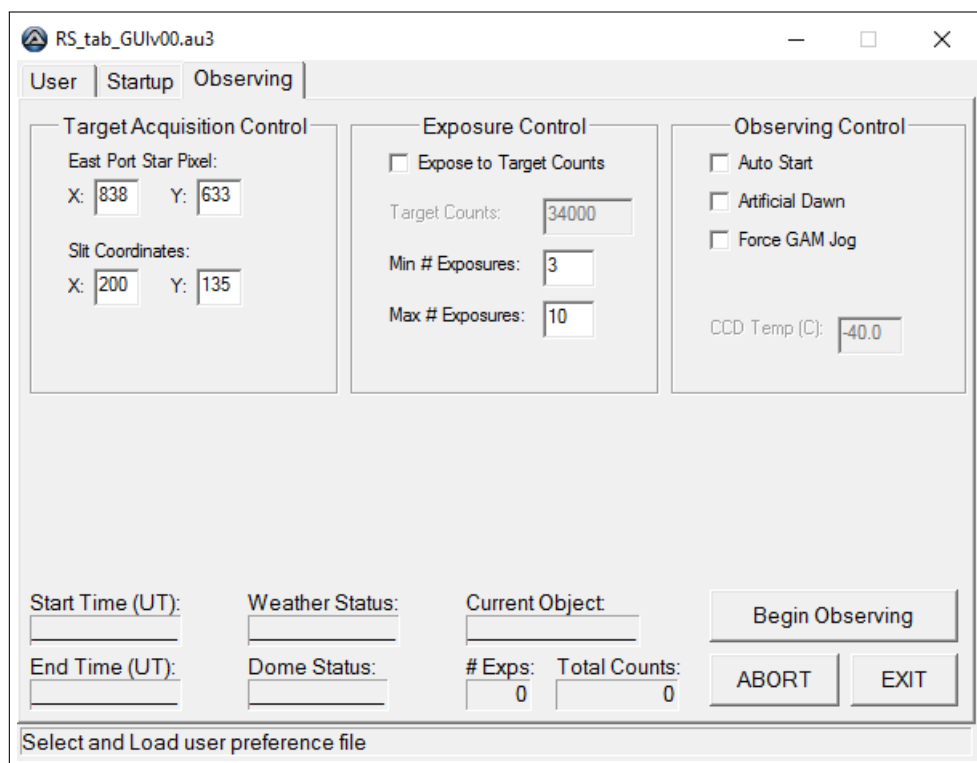 RS_tab_GUIv00.au3
User Startup Observing
Target Acquisition Control
East Port Star Pixel:
X: 838 Y: 633
Slit Coordinates:
X: 200 Y: 135
Exposure Control
Expose to Target Counts
Target Counts: 34000
Min # Exposures: 3
Max # Exposures: 10
Observing Control
Auto Start
Artificial Dawn
Force GAM Jog
CCD Temp (C): -40.0
Start Time (UT): Weather Status: Current Object: Begin Observing
End Time (UT): Dome Status: # Exps: Total Counts: ABORT EXIT
0 0
Select and Load user preference file